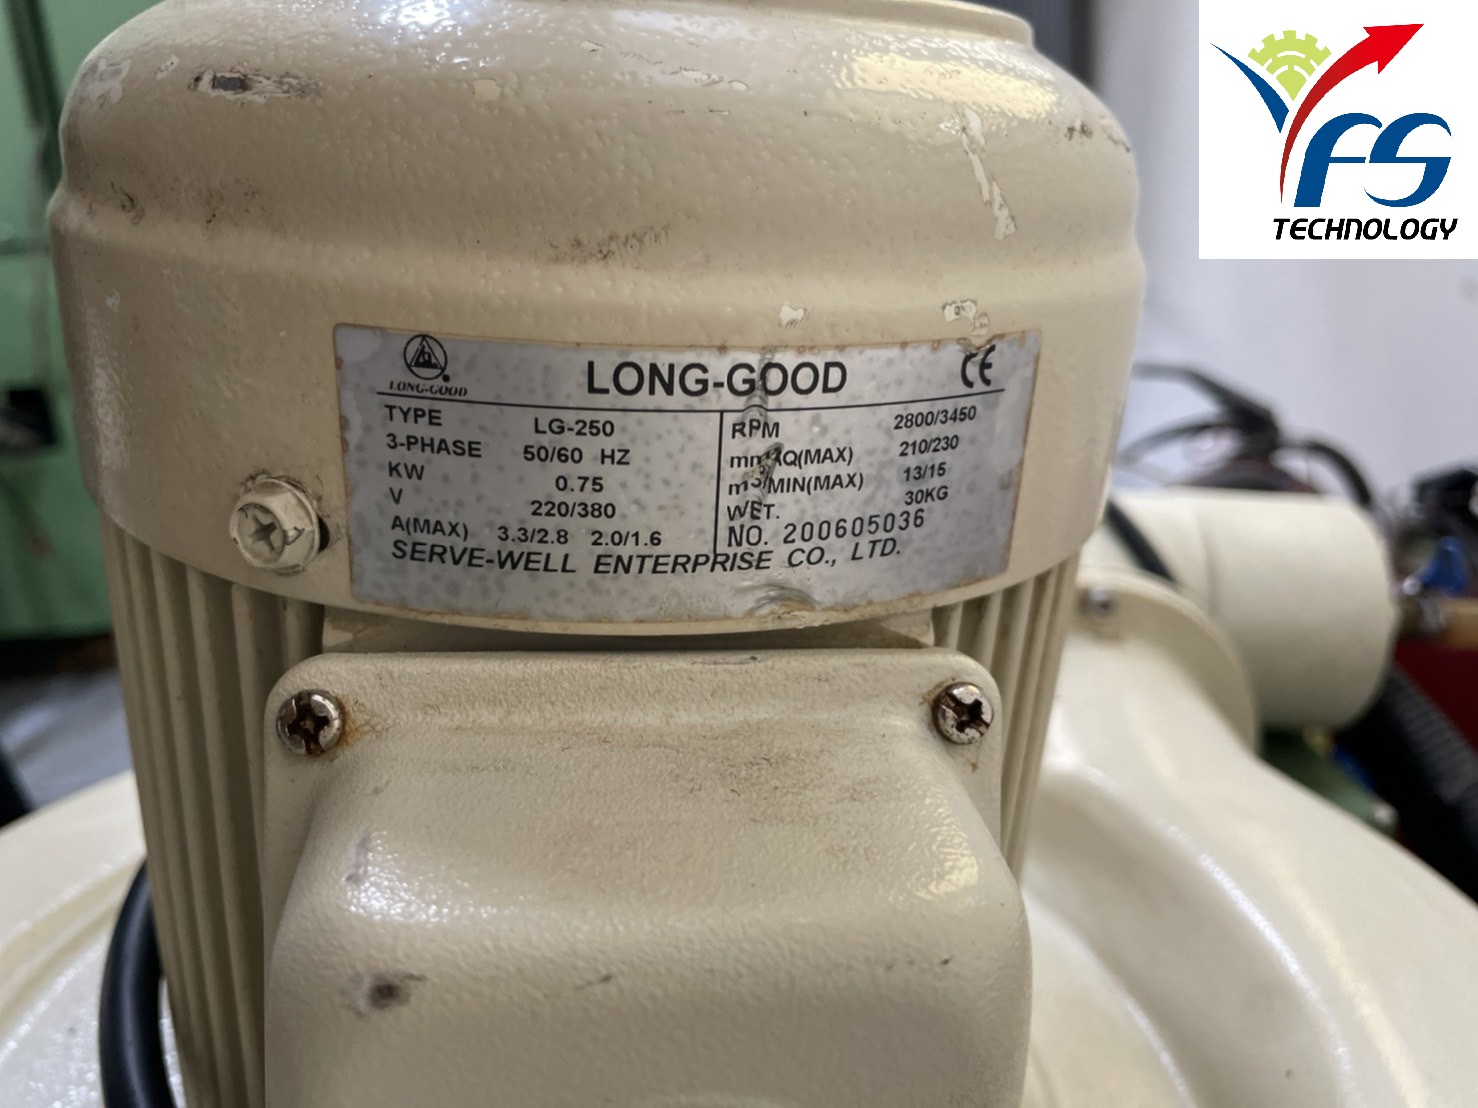 FS
TECHNOLOGY
LONG-GOOD
LONG-GOOD
CE
TYPE LG-250
3-PHASE 50/60 HZ
KW 0.75
V 220/380
A(MAX) 3.3/2.8 2.0/1.6
RPM 2800/3450
mmAQ(MAX) 210/230
m³/MIN(MAX) 13/15
WET. 30KG
NO. 200605036
SERVE-WELL ENTERPRISE CO., LTD.